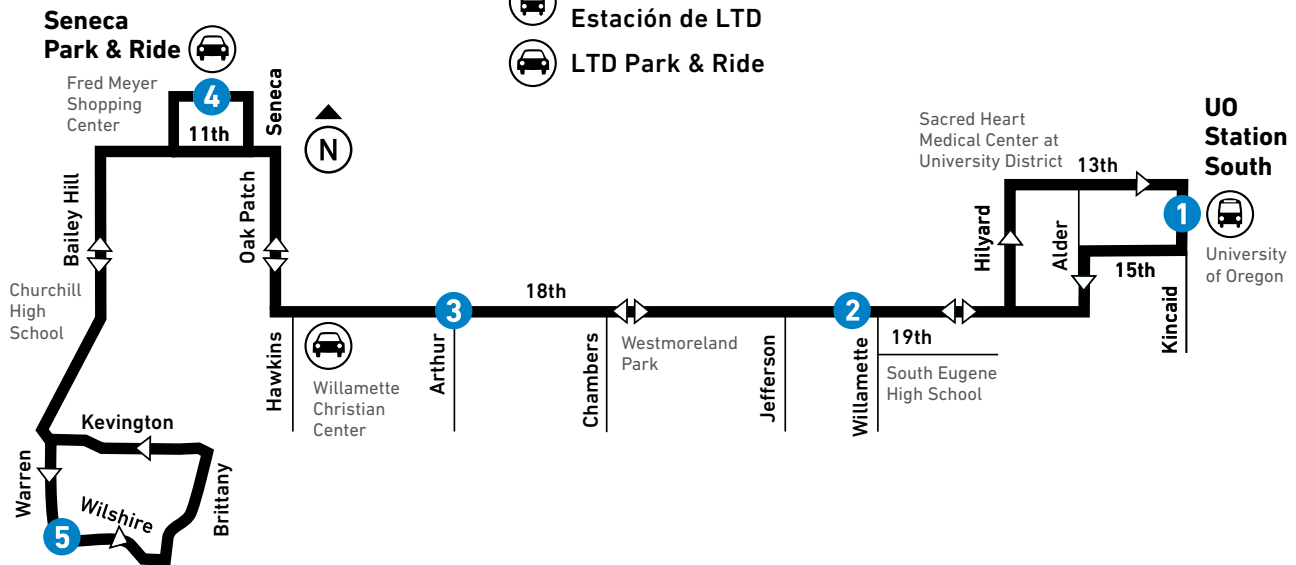 Seneca
Park & Ride
Fred Meyer
Shopping
Center
4
11th
Seneca
N
Estación de LTD
LTD Park & Ride
Sacred Heart
Medical Center at
University District
13th
UO
Station
South
1
University
of Oregon
Bailey Hill
Oak Patch
Hilyard
Alder
15th
Kincaid
Churchill
High
School
3
18th
2
19th
Hawkins
Willamette
Christian
Center
Arthur
Chambers
Westmoreland
Park
Jefferson
Willamette
South Eugene
High School
Kevington
Warren
Wilshire
Brittany
5